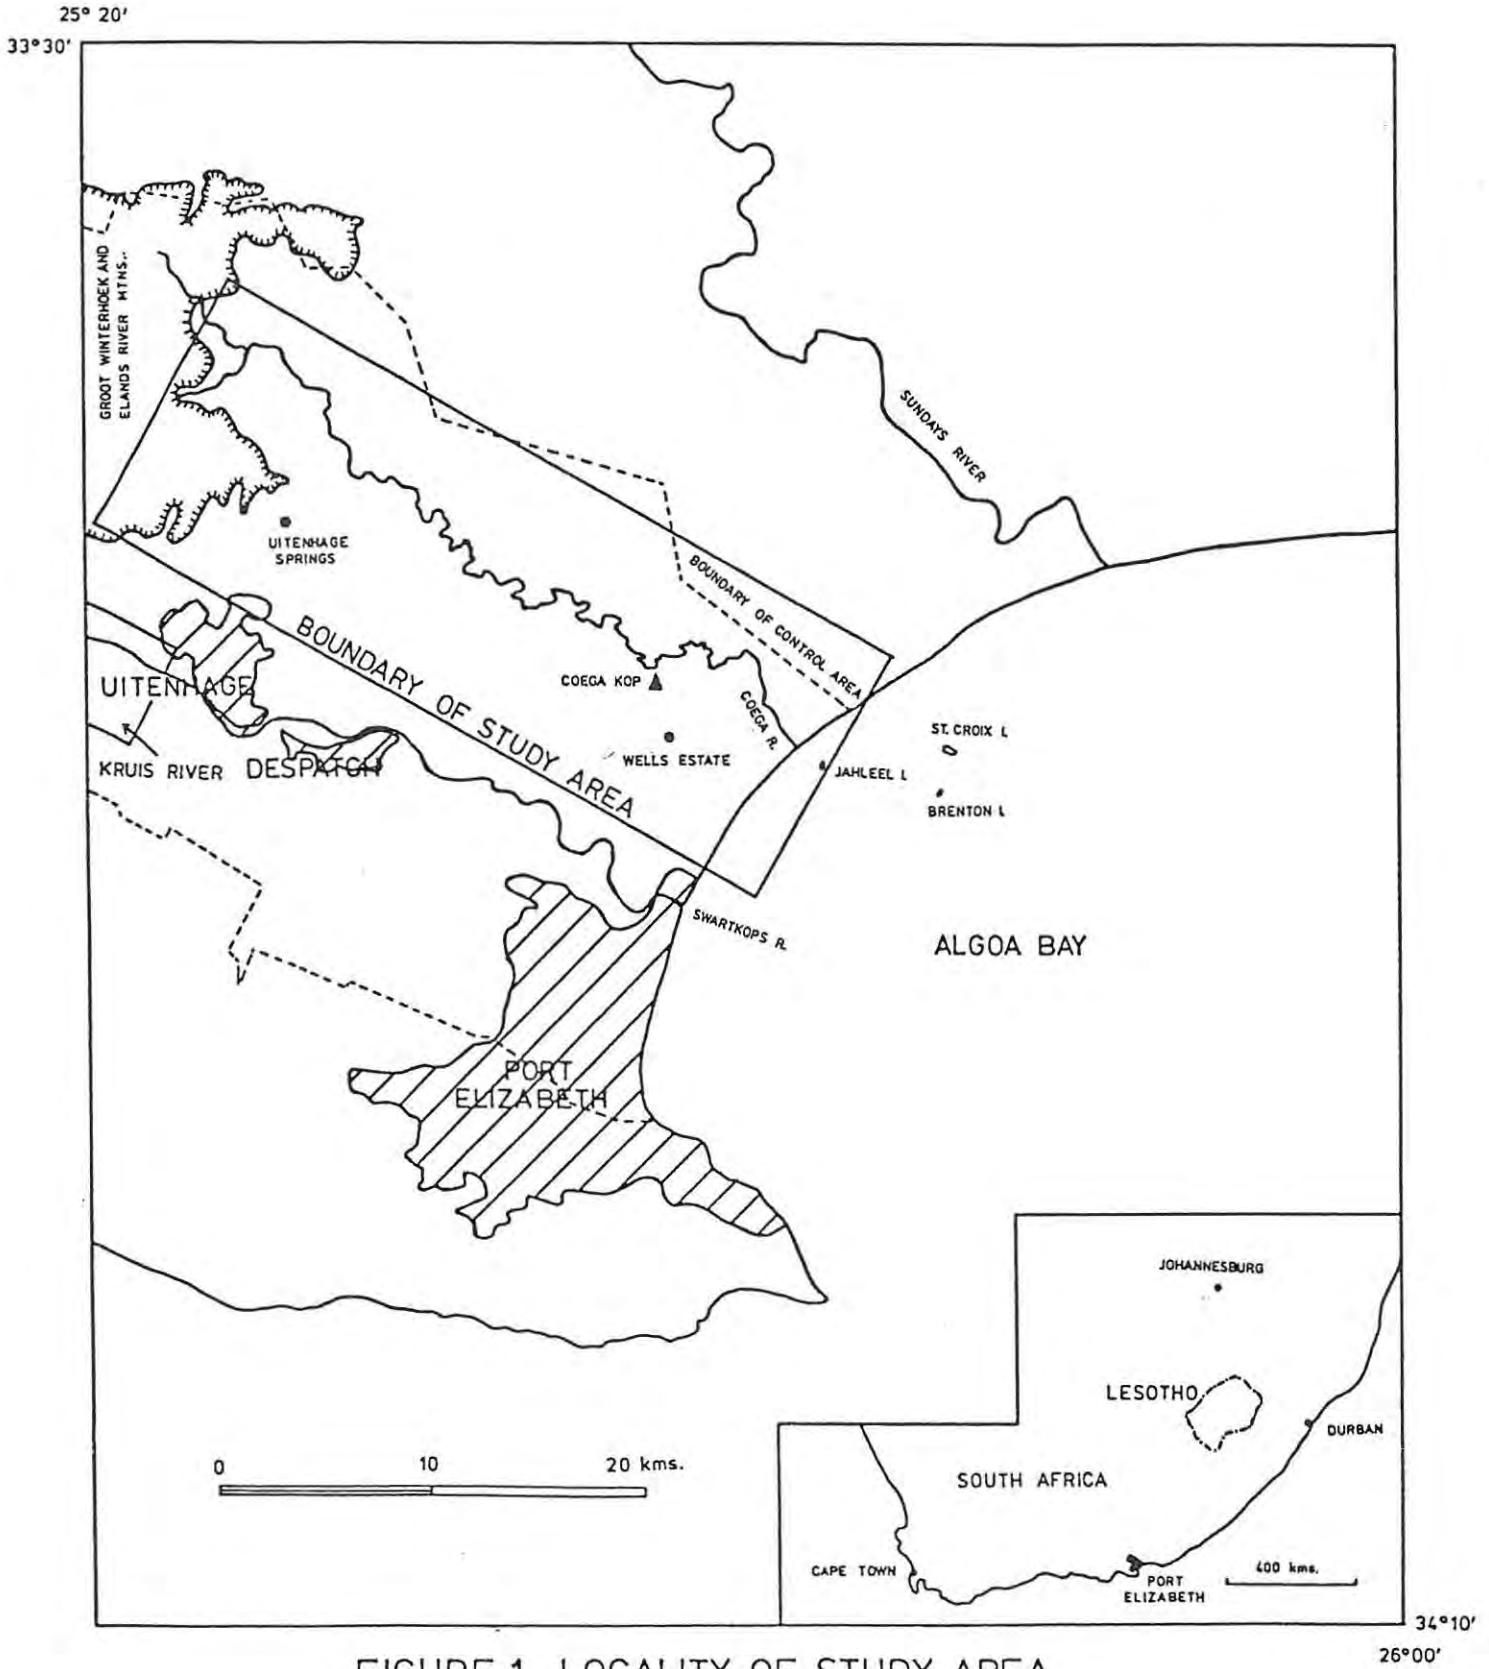 25° 20'
33°30'
GROOT WINTERHOEK AND
ELANDS RIVER MTNS.
SUNDAYS RIVER
UITENHAGE
SPRINGS
BOUNDARY OF CONTROL AREA
BOUNDARY OF STUDY AREA
COEGA KOP
UITENHAGE
COEGA R.
ST. CROIX I.
WELLS ESTATE
KRUIS RIVER
DESPATCH
JAHLEEL I.
BRENTON I.
SWARTKOPS R.
ALGOA BAY
PORT
ELIZABETH
JOHANNESBURG
LESOTHO
DURBAN
0 10 20 kms.
SOUTH AFRICA
CAPE TOWN
400 kms.
PORT
ELIZABETH
34°10'
26°00'
FIGURE 1 LOCALITY OF STUDY AREA